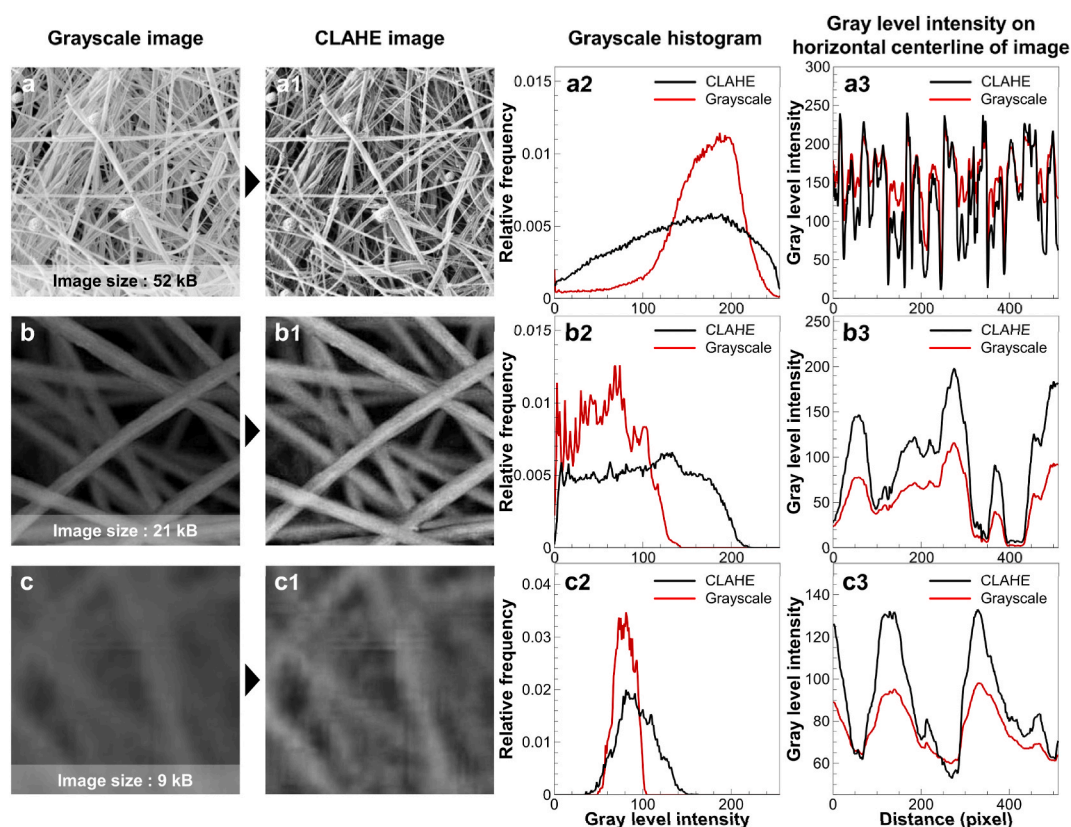 Grayscale image
CLAHE image
Grayscale histogram
Gray level intensity on
horizontal centerline of image
a
Image size : 52 kB
a1
a2
CLAHE
Grayscale
Relative frequency
0.015
0.01
0.005
0
0 100 200
a3
CLAHE
Grayscale
Gray level intensity
300
250
200
150
100
50
0
0 200 400
b
Image size : 21 kB
b1
b2
CLAHE
Grayscale
Relative frequency
0.015
0.01
0.005
0
0 100 200
b3
CLAHE
Grayscale
Gray level intensity
250
200
150
100
50
0
0 200 400
c
Image size : 9 kB
c1
c2
CLAHE
Grayscale
Relative frequency
0.04
0.03
0.02
0.01
0
0 100 200
Gray level intensity
c3
CLAHE
Grayscale
Gray level intensity
140
120
100
80
60
0 200 400
Distance (pixel)